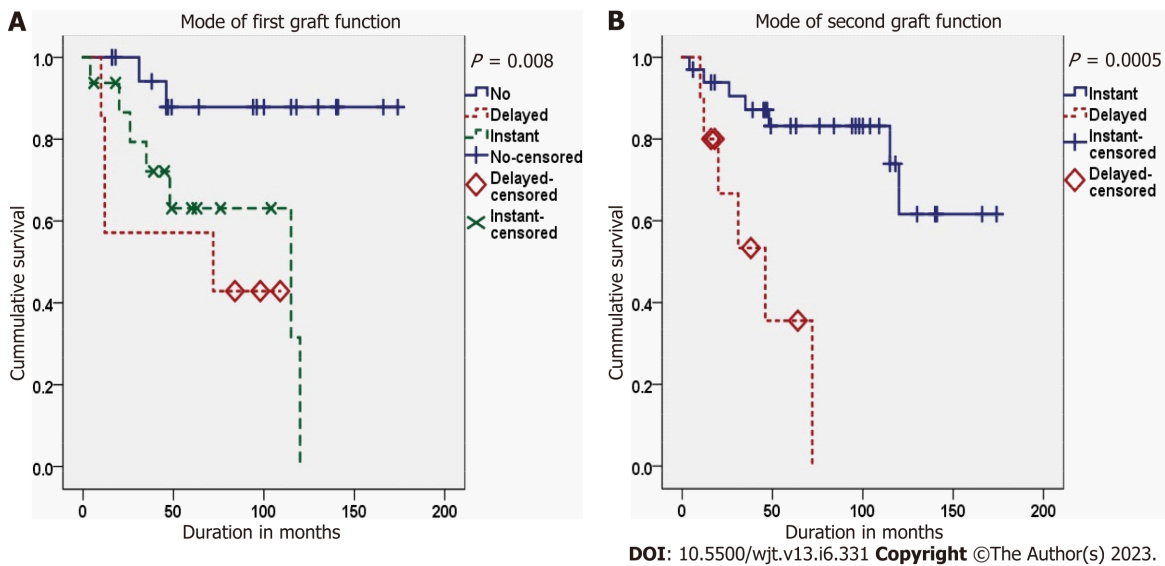 A
Mode of first graft function
P = 0.008
No
Delayed
Instant
No-censored
Delayed-
censored
Instant-
censored
Cummulative survival
1.0
0.8
0.6
0.4
0.2
0.0
0 50 100 150 200
Duration in months
B
Mode of second graft function
P = 0.0005
Instant
Delayed
Instant-
censored
Delayed-
censored
Cummulative survival
1.0
0.8
0.6
0.4
0.2
0.0
0 50 100 150 200
Duration in months
DOI: 10.5500/wjt.v13.i6.331 Copyright ©The Author(s) 2023.